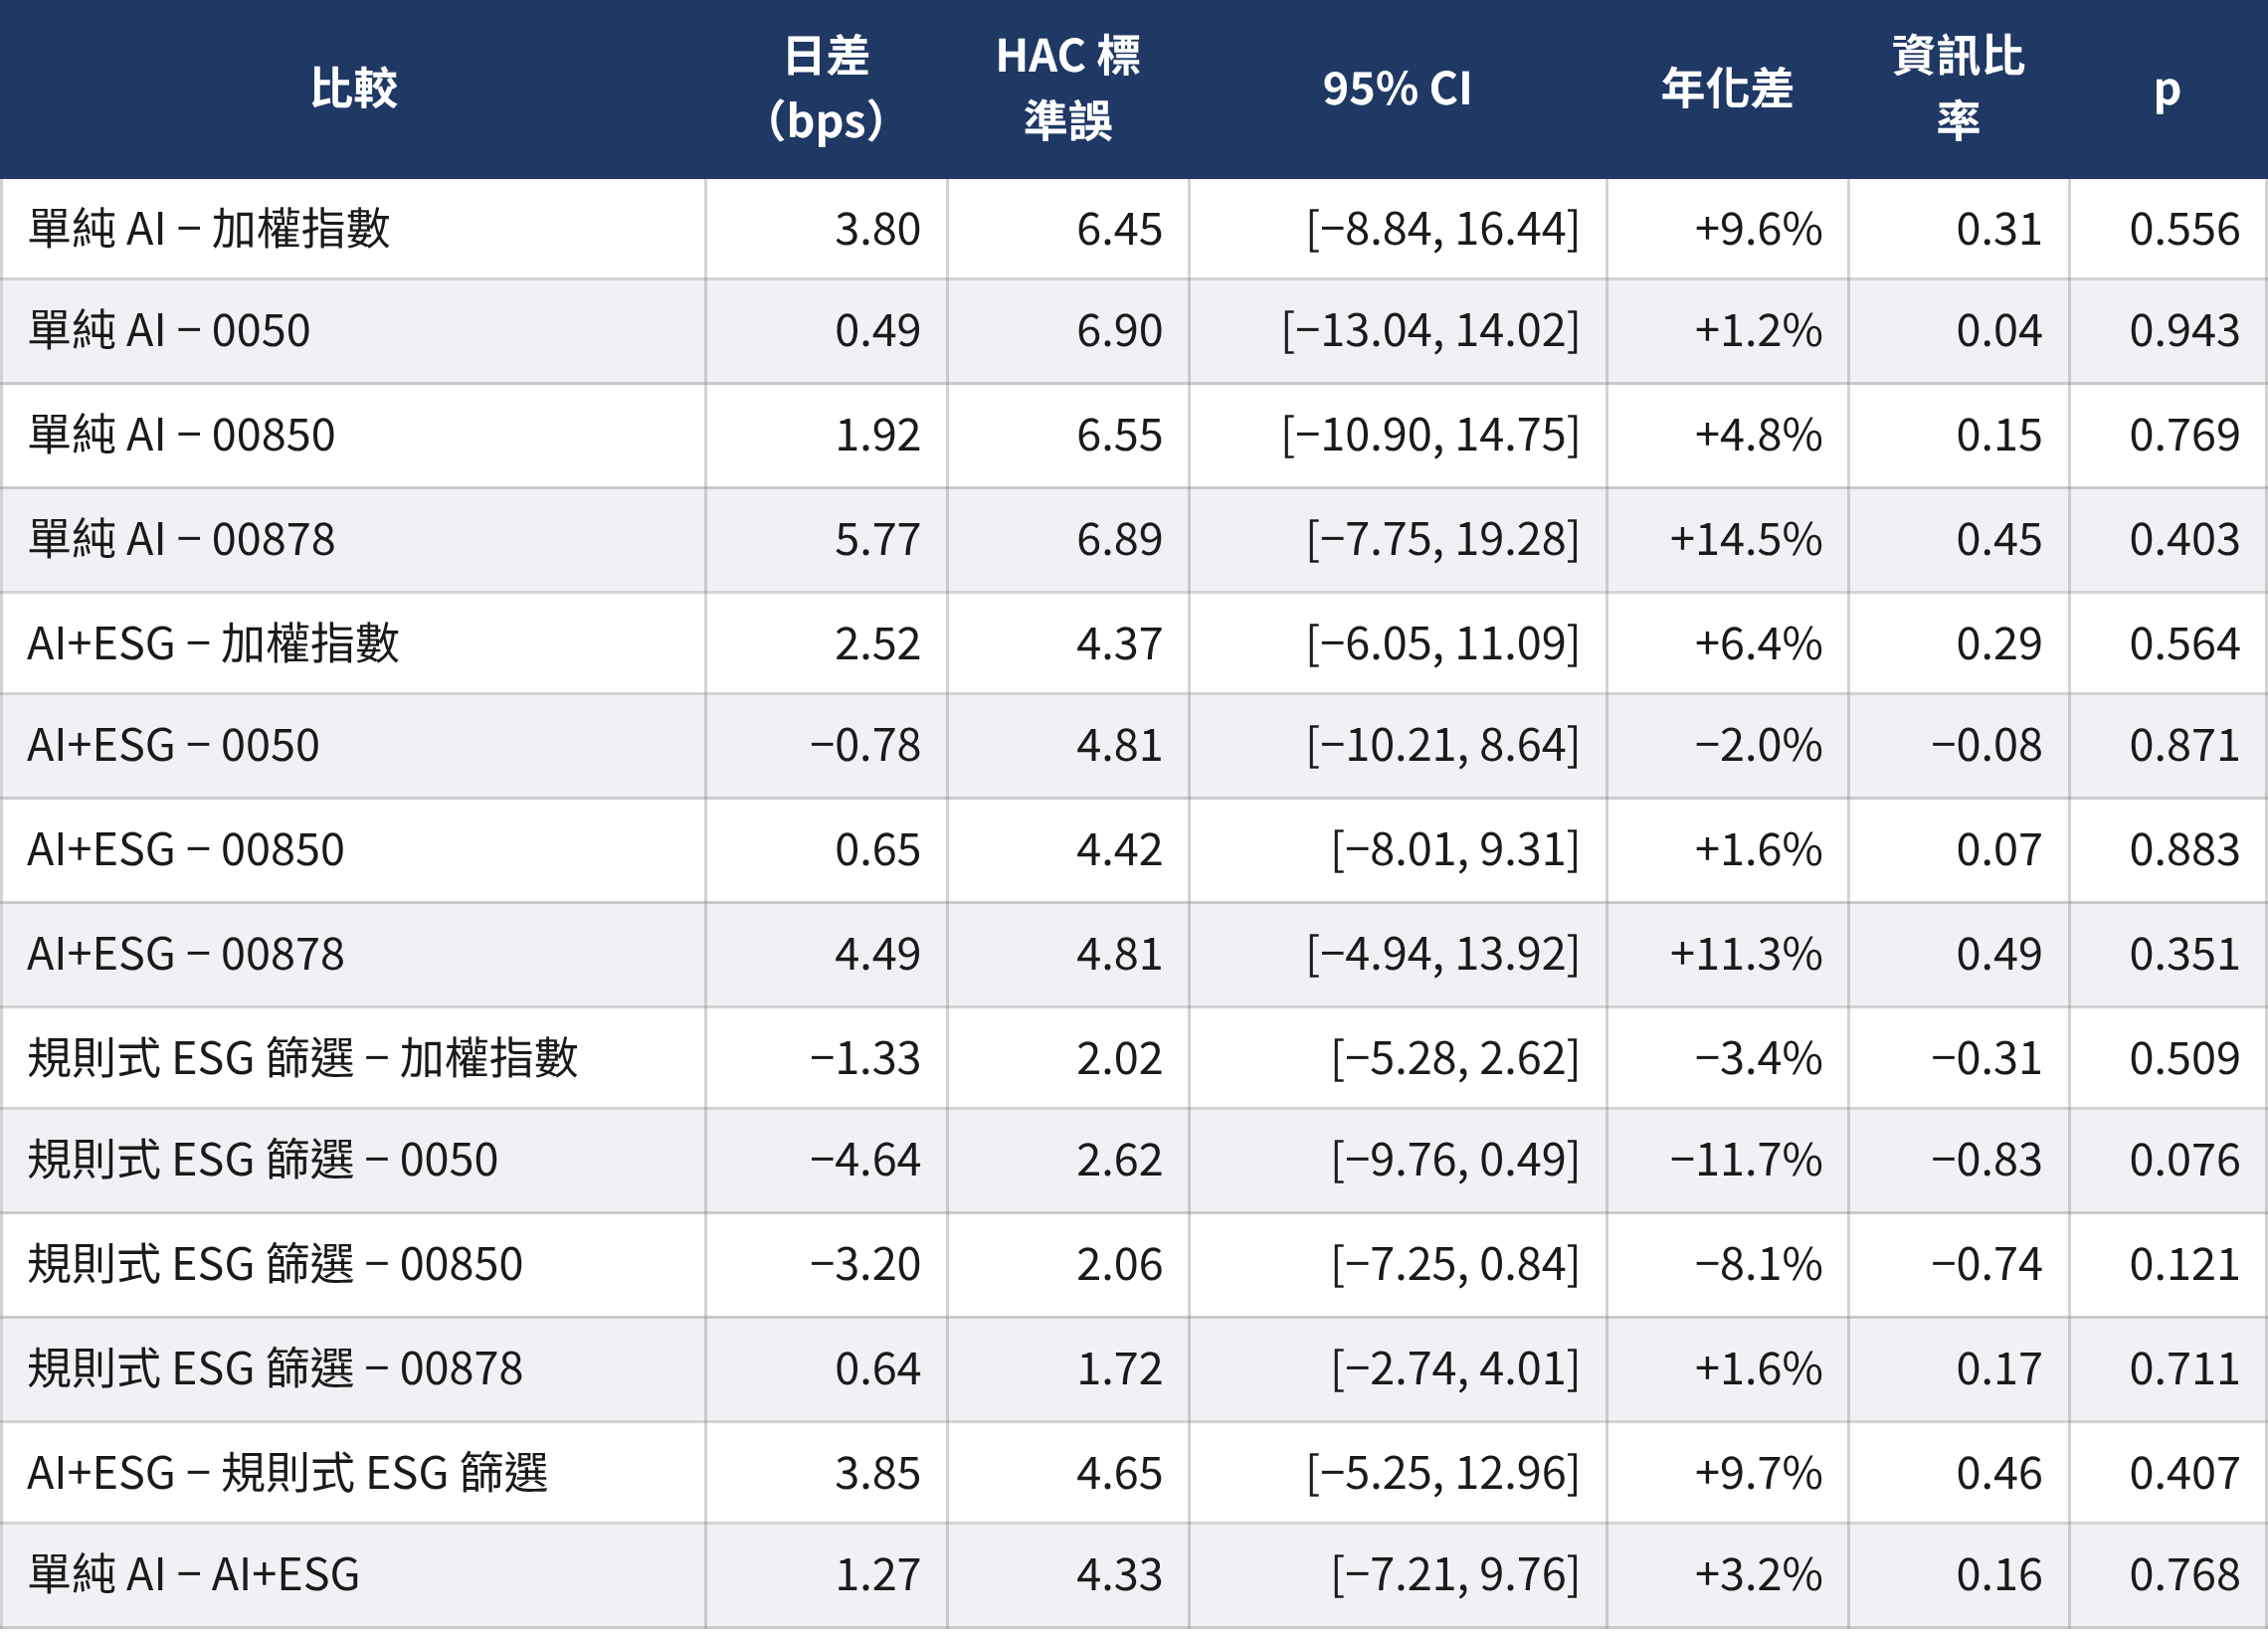 比較 日差（bps） HAC 標準誤 95% CI 年化差 資訊比率 p
單純 AI − 加權指數 3.80 6.45 [−8.84, 16.44] +9.6% 0.31 0.556
單純 AI − 0050 0.49 6.90 [−13.04, 14.02] +1.2% 0.04 0.943
單純 AI − 00850 1.92 6.55 [−10.90, 14.75] +4.8% 0.15 0.769
單純 AI − 00878 5.77 6.89 [−7.75, 19.28] +14.5% 0.45 0.403
AI+ESG − 加權指數 2.52 4.37 [−6.05, 11.09] +6.4% 0.29 0.564
AI+ESG − 0050 −0.78 4.81 [−10.21, 8.64] −2.0% −0.08 0.871
AI+ESG − 00850 0.65 4.42 [−8.01, 9.31] +1.6% 0.07 0.883
AI+ESG − 00878 4.49 4.81 [−4.94, 13.92] +11.3% 0.49 0.351
規則式 ESG 篩選 − 加權指數 −1.33 2.02 [−5.28, 2.62] −3.4% −0.31 0.509
規則式 ESG 篩選 − 0050 −4.64 2.62 [−9.76, 0.49] −11.7% −0.83 0.076
規則式 ESG 篩選 − 00850 −3.20 2.06 [−7.25, 0.84] −8.1% −0.74 0.121
規則式 ESG 篩選 − 00878 0.64 1.72 [−2.74, 4.01] +1.6% 0.17 0.711
AI+ESG − 規則式 ESG 篩選 3.85 4.65 [−5.25, 12.96] +9.7% 0.46 0.407
單純 AI − AI+ESG 1.27 4.33 [−7.21, 9.76] +3.2% 0.16 0.768